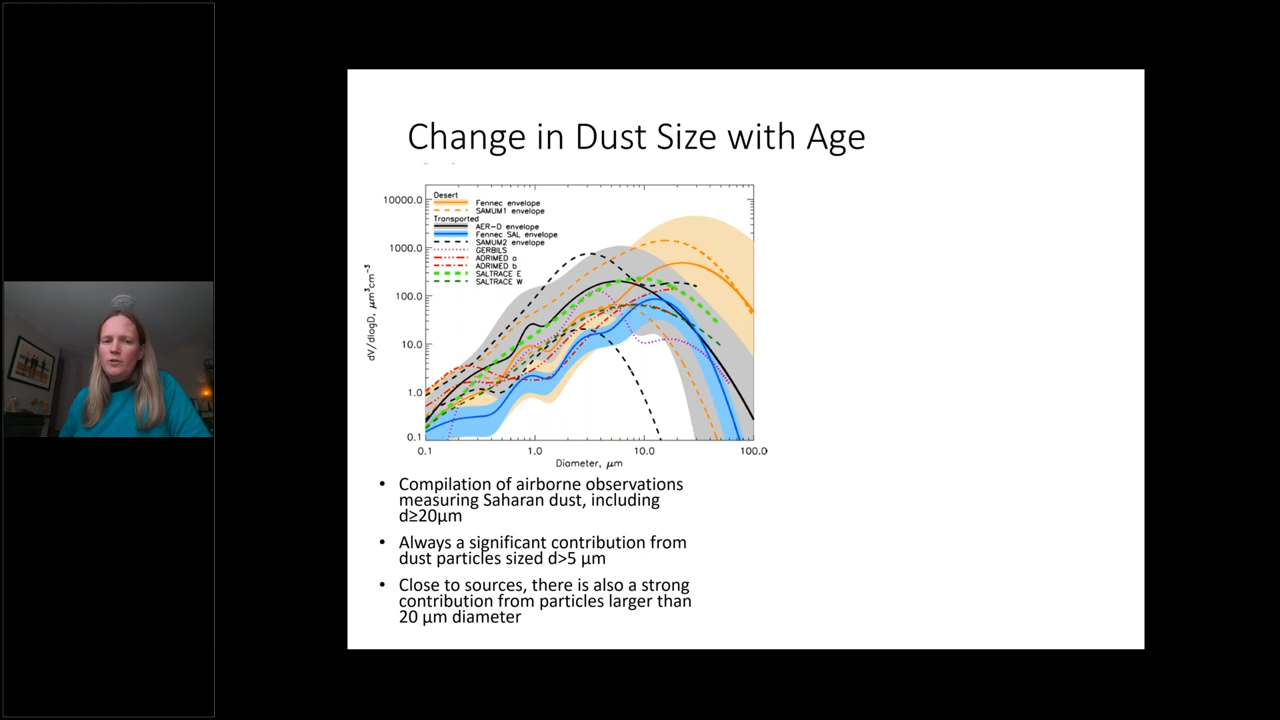 Change in Dust Size with Age
Desert
Fennec envelope
SAMUM1 envelope
Transported
AER-D envelope
Fennec SAL envelope
SAMUM2 envelope
GERBILS
ADRIMED a
ADRIMED b
SALTRACE E
SALTRACE W
10000.0
1000.0
100.0
10.0
1.0
0.1
dV/dlogD, μm³cm⁻³
0.1
1.0
10.0
100.0
Diameter, μm
• Compilation of airborne observations
measuring Saharan dust, including
d≥20μm
• Always a significant contribution from
dust particles sized d>5 μm
• Close to sources, there is also a strong
contribution from particles larger than
20 μm diameter